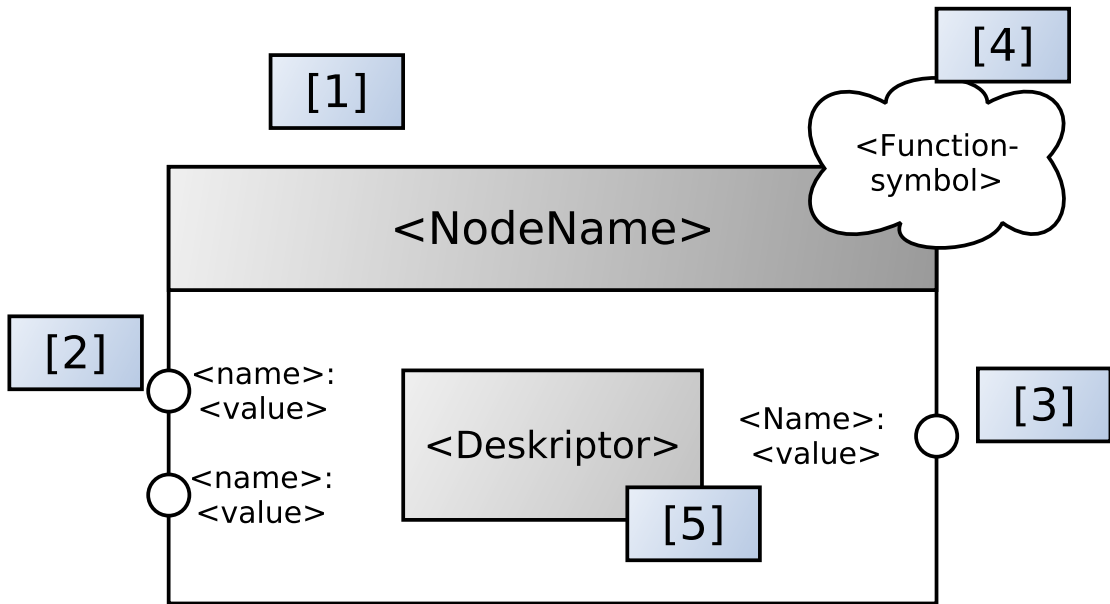 [4]
[1]
<Function-
symbol>
<NodeName>
[2]
<name>:
<value>
<Deskriptor>
<Name>:
<value>
[3]
<name>:
<value>
[5]